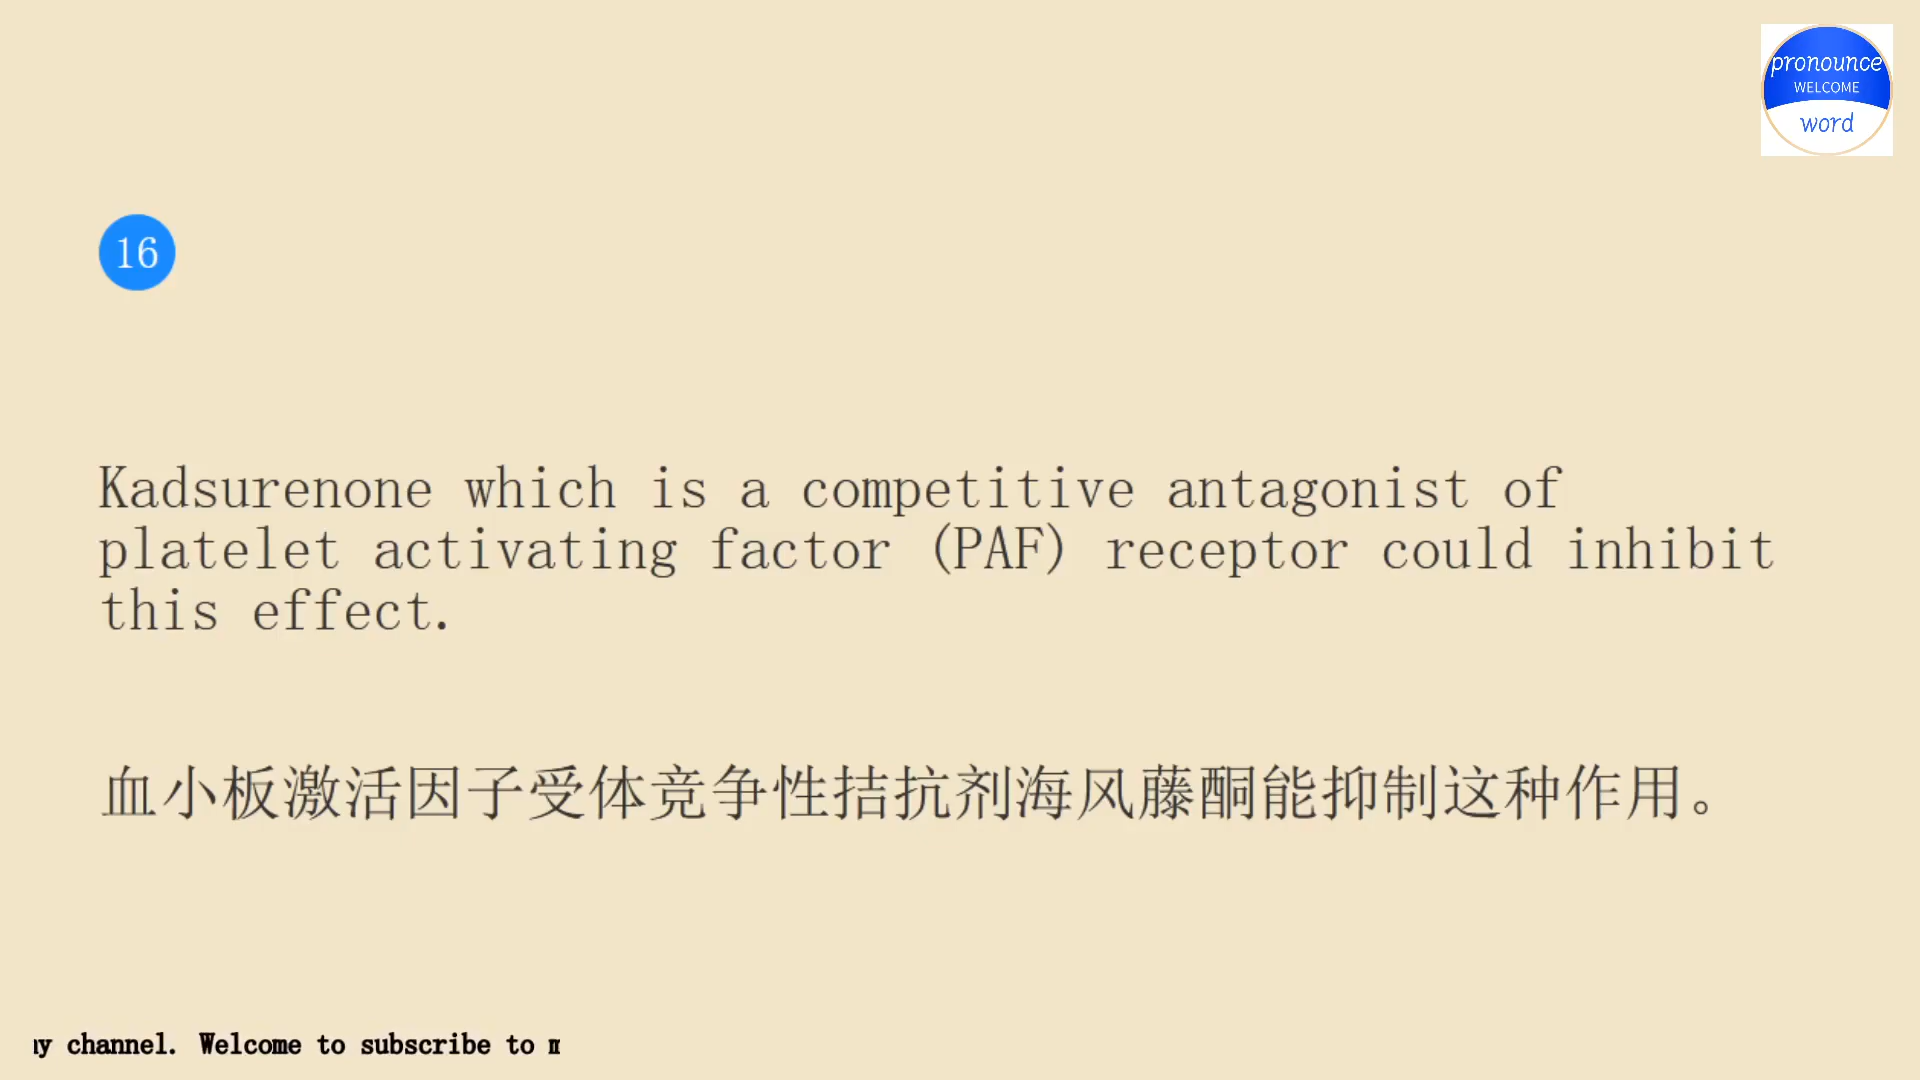 pronounce
WELCOME
word
16
Kadsurenone which is a competitive antagonist of
platelet activating factor (PAF) receptor could inhibit
this effect.
血小板激活因子受体竞争性拮抗剂海风藤酮能抑制这种作用。
channel. Welcome to subscribe to